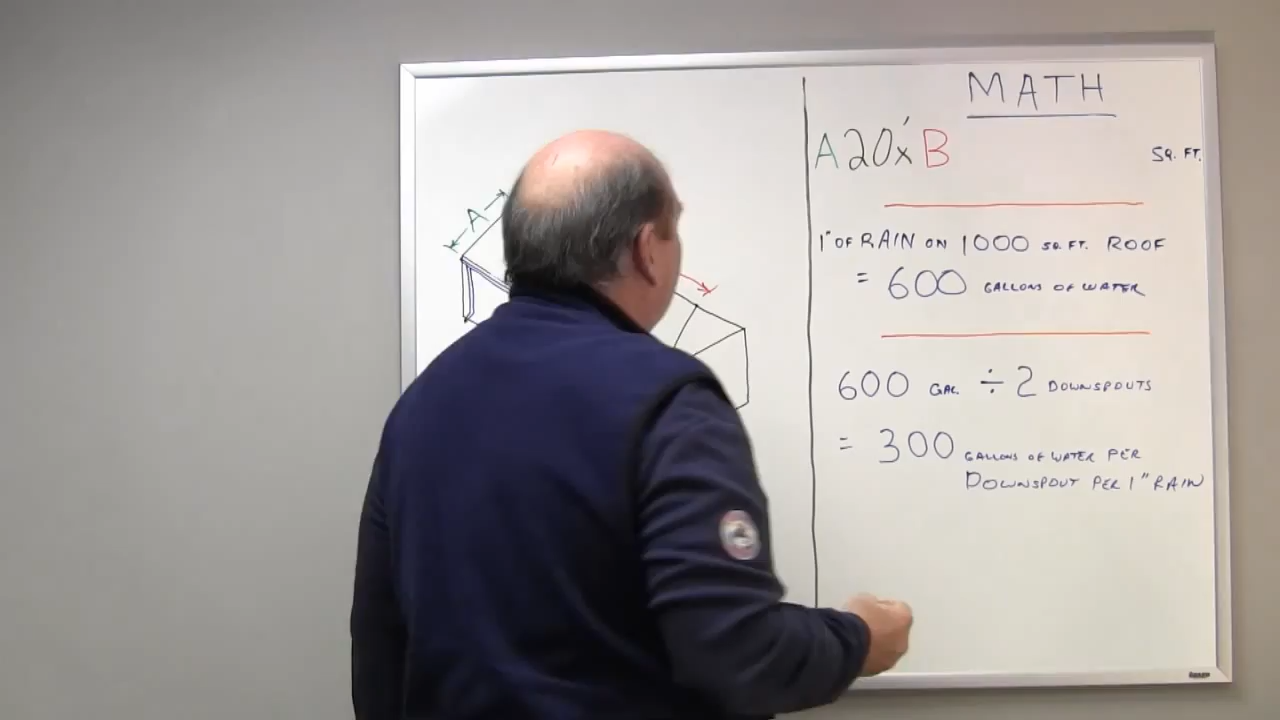 MATH
A 20' x B SQ. FT.
A
1" OF RAIN ON 1000 SQ. FT. ROOF
= 600 GALLONS OF WATER
600 GAL. ÷ 2 DOWNSPOUTS
= 300 GALLONS OF WATER PER
DOWNSPOUT PER 1" RAIN